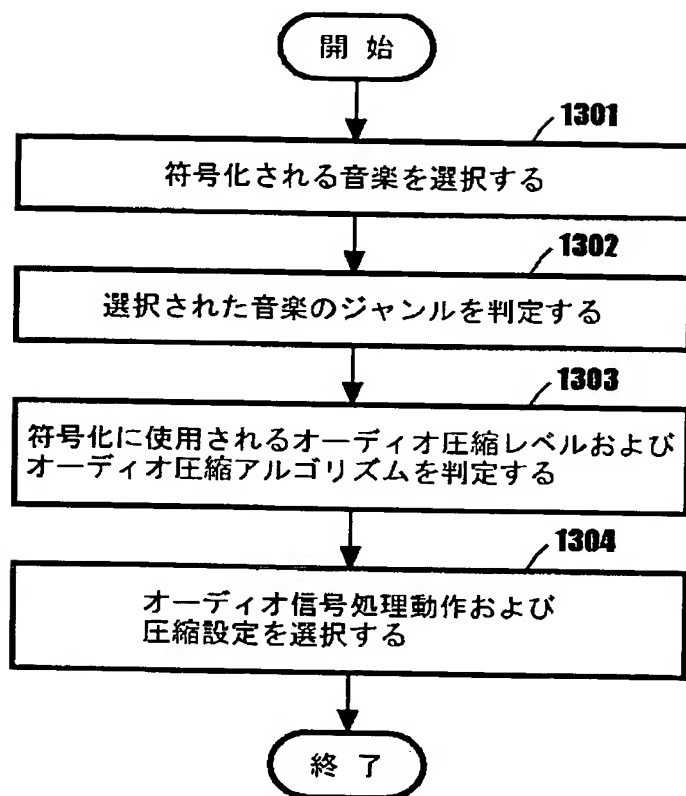 開始
1301
符号化される音楽を選択する
1302
選択された音楽のジャンルを判定する
1303
符号化に使用されるオーディオ圧縮レベルおよび
オーディオ圧縮アルゴリズムを判定する
1304
オーディオ信号処理動作および
圧縮設定を選択する
終了